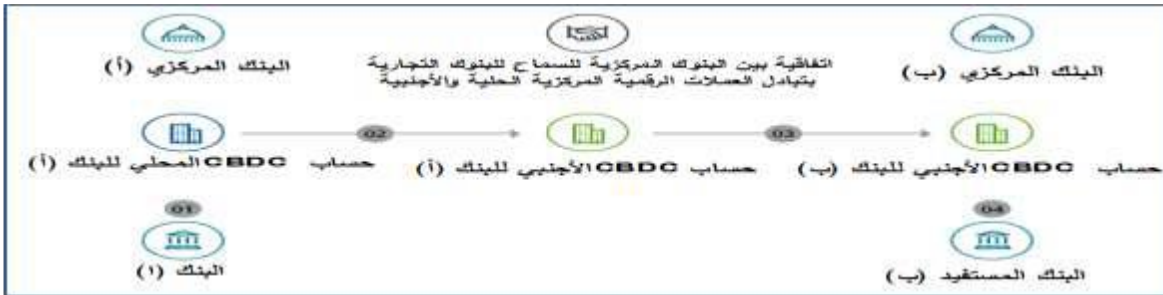 البنك المركزي (أ)
اتفاقية بين البنوك المركزية للسماح للبنوك التجارية
بتبادل العملات الرقمية المركزية الحلية والأجنبية
البنك المركزي (ب)
02
03
حساب CBDC المحلي للبنك (أ)
حساب CBDC الأجنبي للبنك (أ)
حساب CBDC الأجنبي للبنك (ب)
01
04
البنك (ا)
البنك المستفيد (ب)